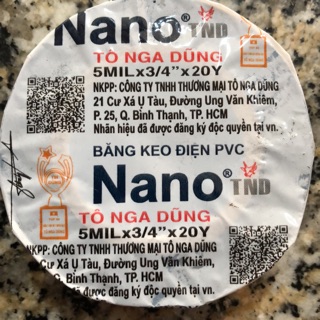 Nano® TND
TÔ NGA DŨNG
5MILx3/4"x20Y
NKPP: CÔNG TY TNHH THƯƠNG MẠI TÔ NGA DŨNG
21 Cư Xá Ụ Tàu, Đường Ung Văn Khiêm,
P. 25, Q. Bình Thạnh, TP. HCM
Nhãn hiệu đã được đăng ký độc quyền tại vn.
BĂNG KEO ĐIỆN PVC
Nano® TND
TÔ NGA DŨNG
5MILx3/4"x20Y
NKPP: CÔNG TY TNHH THƯƠNG MẠI TÔ NGA DŨNG
Cư Xá Ụ Tàu, Đường Ung Văn Khiêm,
Q. Bình Thạnh, TP. HCM
đã được đăng ký độc quyền tại vn.